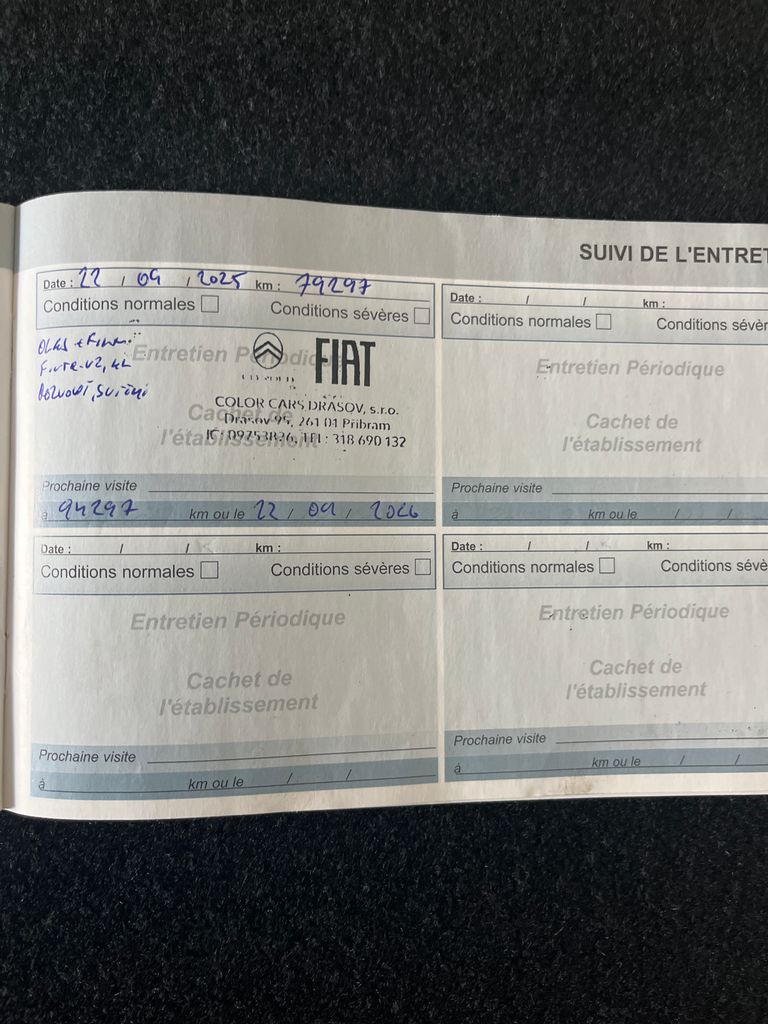 SUIVI DE L'ENTRET
Date : 22 / 09 / 2025 km : 79297
Conditions normales Conditions sévères
Entretien Périodique
FIAT
COLOR CARS DRASOV, s.r.o.
Drasov 95, 261 01 Příbram
IČ: 09753826, TEL: 318 690 132
Cachet de
l'établissement
Prochaine visite
à 94297 km ou le 22 / 09 / 2026
Date : / / km :
Conditions normales Conditions sévèr
Entretien Périodique
Cachet de
l'établissement
Prochaine visite
à km ou le / /
Date : / / km :
Conditions normales Conditions sévères
Entretien Périodique
Cachet de
l'établissement
Prochaine visite
à km ou le / /
Date : / / km :
Conditions normales Conditions sévè
Entretien Périodique
Cachet de
l'établissement
Prochaine visite
à km ou le / /